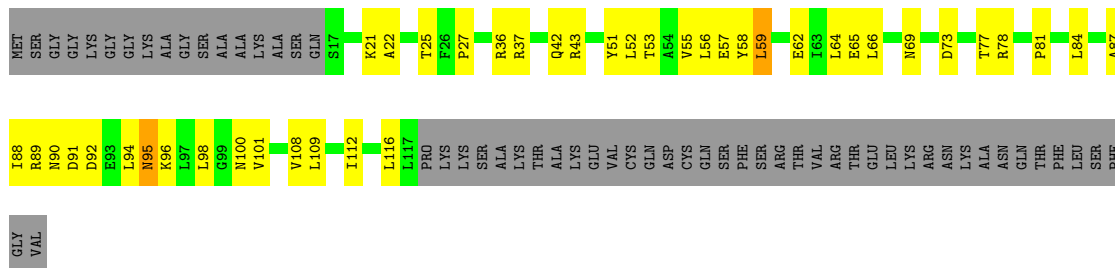 MET SER GLY GLY LYS GLY GLY LYS ALA GLY SER ALA ALA LYS ALA ALA SER GLN S17 K21 A22 T25 F26 P27 R36 R37 Q42 R43 Y51 L52 T53 A54 V55 L56 E57 Y58 L59 E62 I63 L64 E65 L66 N69 D73 T77 R78 P81 L84 A87
I88 R89 N90 D91 D92 E93 L94 N95 K96 L97 L98 G99 N100 V101 V108 L109 I112 L116 L117 PRO LYS LYS SER ALA LYS THR ALA LYS GLU VAL CYS GLN ASP CYS GLN SER PHE SER ARG THR VAL ARG THR GLU LEU LYS ARG ASN LYS ALA ASN GLN THR PHE LEU SER PHE
GLY VAL